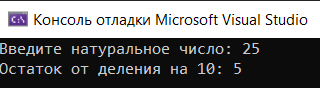 Консоль отладки Microsoft Visual Studio
Введите натуральное число: 25
Остаток от деления на 10: 5